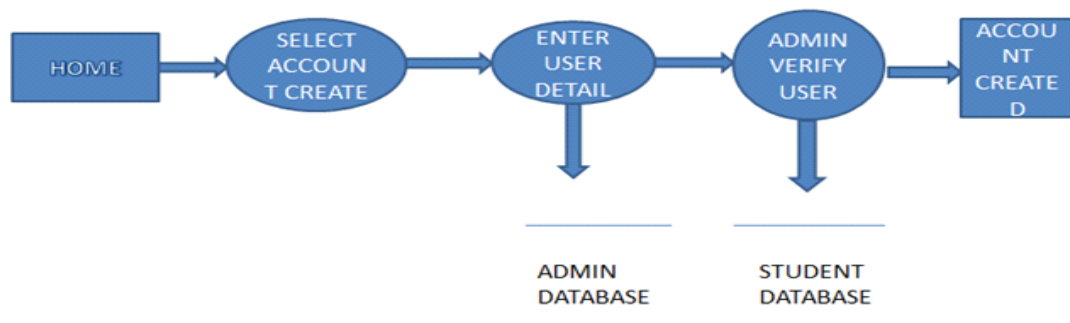 HOME
SELECT
ACCOUN
T CREATE
ENTER
USER
DETAIL
ADMIN
VERIFY
USER
ACCOU
NT
CREATE
D
ADMIN
DATABASE
STUDENT
DATABASE